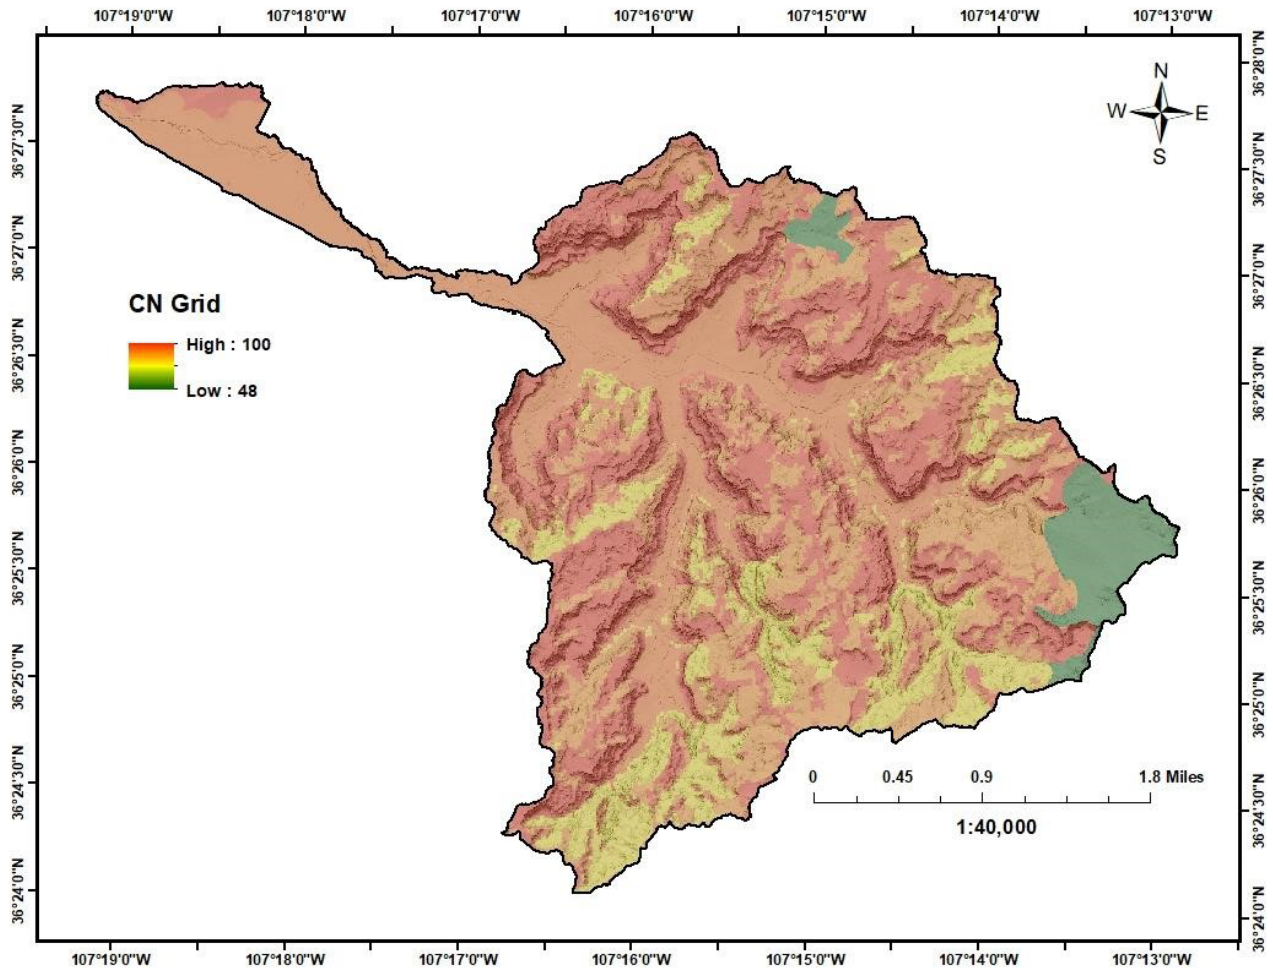 107°19'0"W 107°18'0"W 107°17'0"W 107°16'0"W 107°15'0"W 107°14'0"W 107°13'0"W
36°28'0"N
36°27'30"N
36°27'30"N
36°27'0"N
36°27'0"N
36°26'30"N
36°26'30"N
36°26'0"N
36°26'0"N
36°25'30"N
36°25'30"N
36°25'0"N
36°25'0"N
36°24'30"N
36°24'30"N
36°24'0"N
36°24'0"N
N
W E
S
CN Grid
High : 100
Low : 48
0 0.45 0.9 1.8 Miles
1:40,000
107°19'0"W 107°18'0"W 107°17'0"W 107°16'0"W 107°15'0"W 107°14'0"W 107°13'0"W